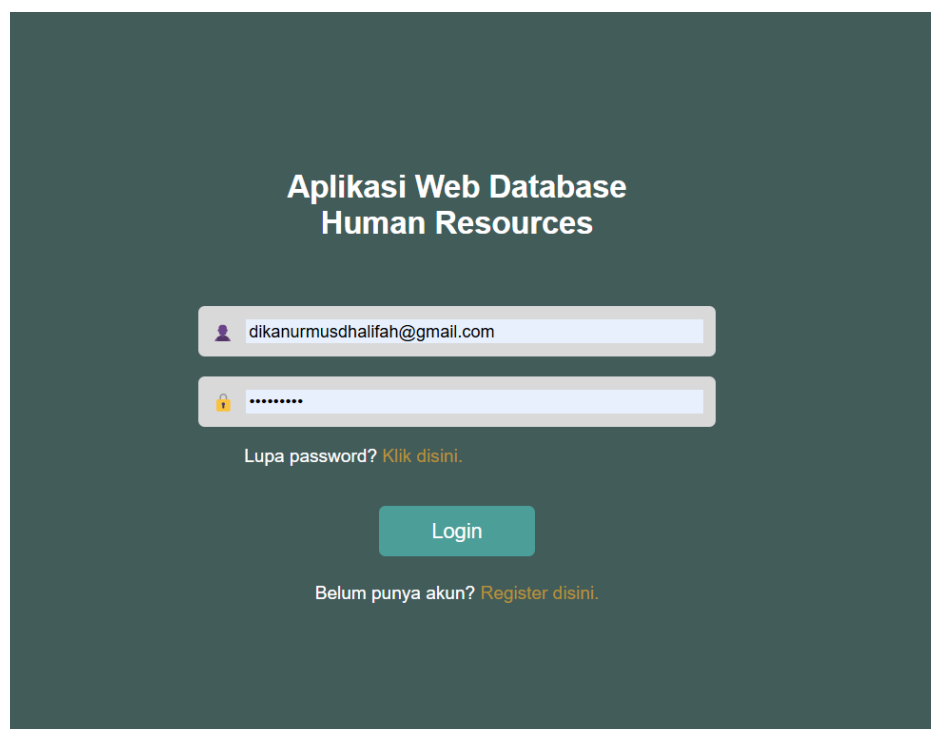 Aplikasi Web Database
Human Resources
dikanurmusdhalifah@gmail.com
•••••••••
Lupa password? Klik disini.
Login
Belum punya akun? Register disini.